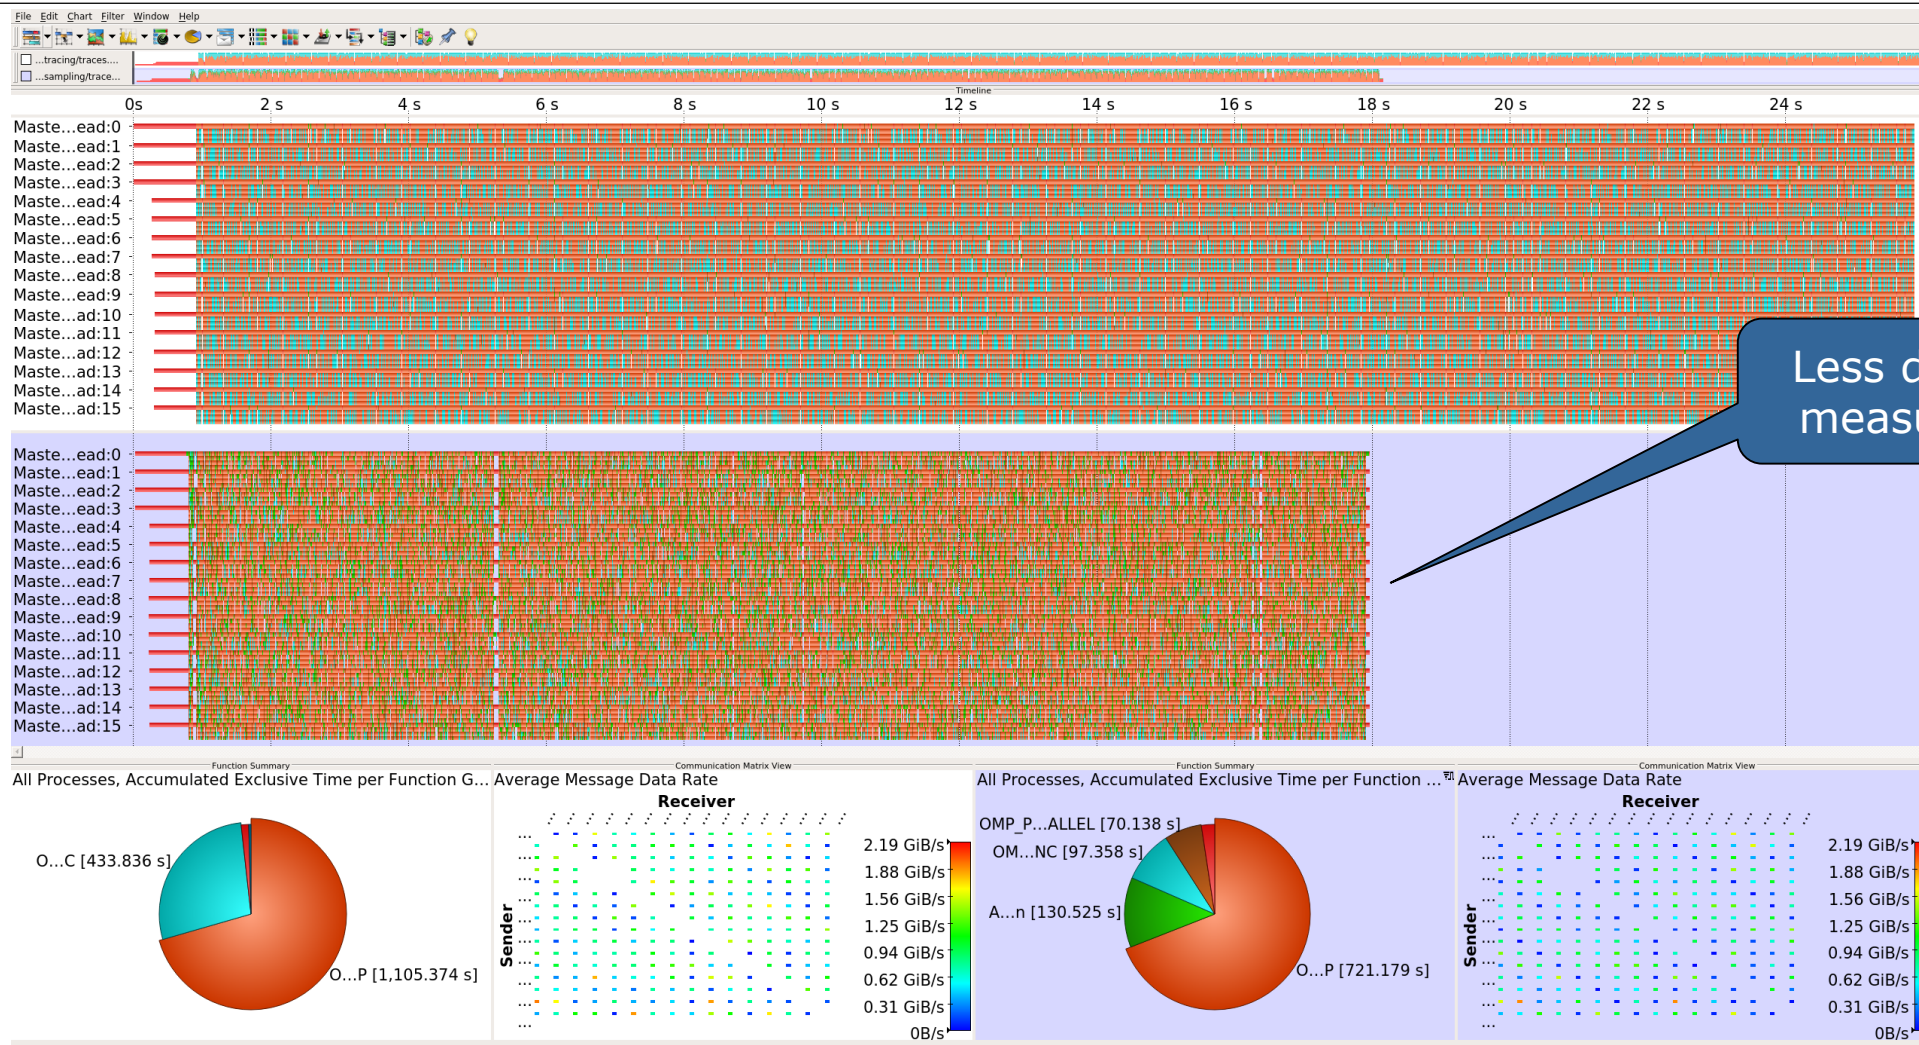 File Edit Chart Filter Window Help
...tracing/traces....
...sampling/trace...
Timeline
0s 2 s 4 s 6 s 8 s 10 s 12 s 14 s 16 s 18 s 20 s 22 s 24 s
Maste...ead:0
Maste...ead:1
Maste...ead:2
Maste...ead:3
Maste...ead:4
Maste...ead:5
Maste...ead:6
Maste...ead:7
Maste...ead:8
Maste...ead:9
Maste...ad:10
Maste...ad:11
Maste...ad:12
Maste...ad:13
Maste...ad:14
Maste...ad:15
Less
Maste...ead:0
Maste...ead:1
Maste...ead:2
Maste...ead:3
Maste...ead:4
Maste...ead:5
Maste...ead:6
Maste...ead:7
Maste...ead:8
Maste...ead:9
Maste...ad:10
Maste...ad:11
Maste...ad:12
Maste...ad:13
Maste...ad:14
Maste...ad:15
Function Summary
All Processes, Accumulated Exclusive Time per Function G...
O...C [433.836 s]
O...P [1,105.374 s]
Communication Matrix View
Average Message Data Rate
Receiver
Sender
2.19 GiB/s
1.88 GiB/s
1.56 GiB/s
1.25 GiB/s
0.94 GiB/s
0.62 GiB/s
0.31 GiB/s
0B/s
Function Summary
All Processes, Accumulated Exclusive Time per Function ...
OMP_P...ALLEL [70.138 s]
OM...NC [97.358 s]
A...n [130.525 s]
O...P [721.179 s]
Communication Matrix View
Average Message Data Rate
Receiver
Sender
2.19 GiB/s
1.88 GiB/s
1.56 GiB/s
1.25 GiB/s
0.94 GiB/s
0.62 GiB/s
0.31 GiB/s
0B/s